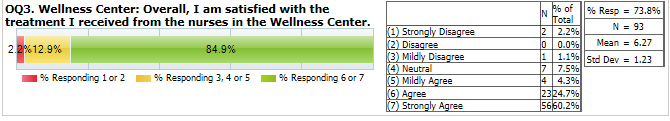 OQ3. Wellness Center: Overall, I am satisfied with the
treatment I received from the nurses in the Wellness Center.
2.2% 12.9% 84.9%
% Responding 1 or 2 % Responding 3, 4 or 5 % Responding 6 or 7
N % of Total
(1) Strongly Disagree 2 2.2%
(2) Disagree 0 0.0%
(3) Mildly Disagree 1 1.1%
(4) Neutral 7 7.5%
(5) Mildly Agree 4 4.3%
(6) Agree 23 24.7%
(7) Strongly Agree 56 60.2%
% Resp = 73.8%
N = 93
Mean = 6.27
Std Dev = 1.23